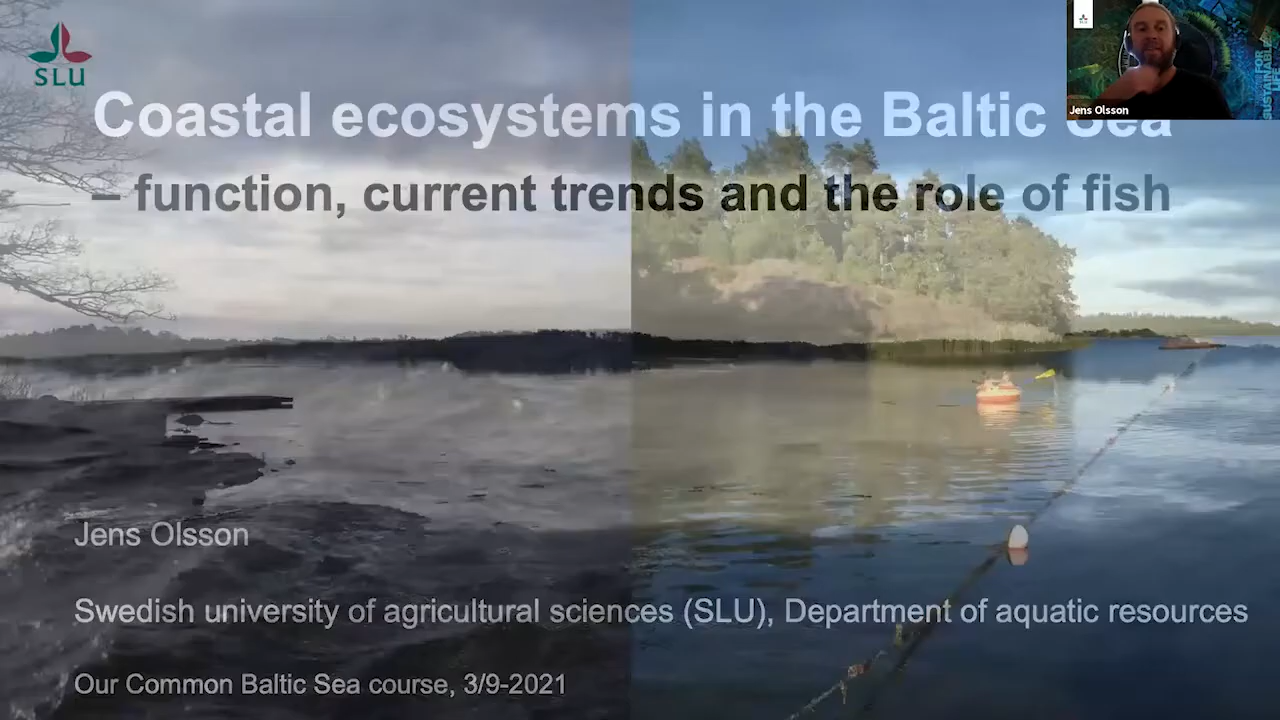 SLU
Coastal ecosystems in the Baltic Sea
– function, current trends and the role of fish
Jens Olsson
Jens Olsson
Swedish university of agricultural sciences (SLU), Department of aquatic resources
Our Common Baltic Sea course, 3/9-2021